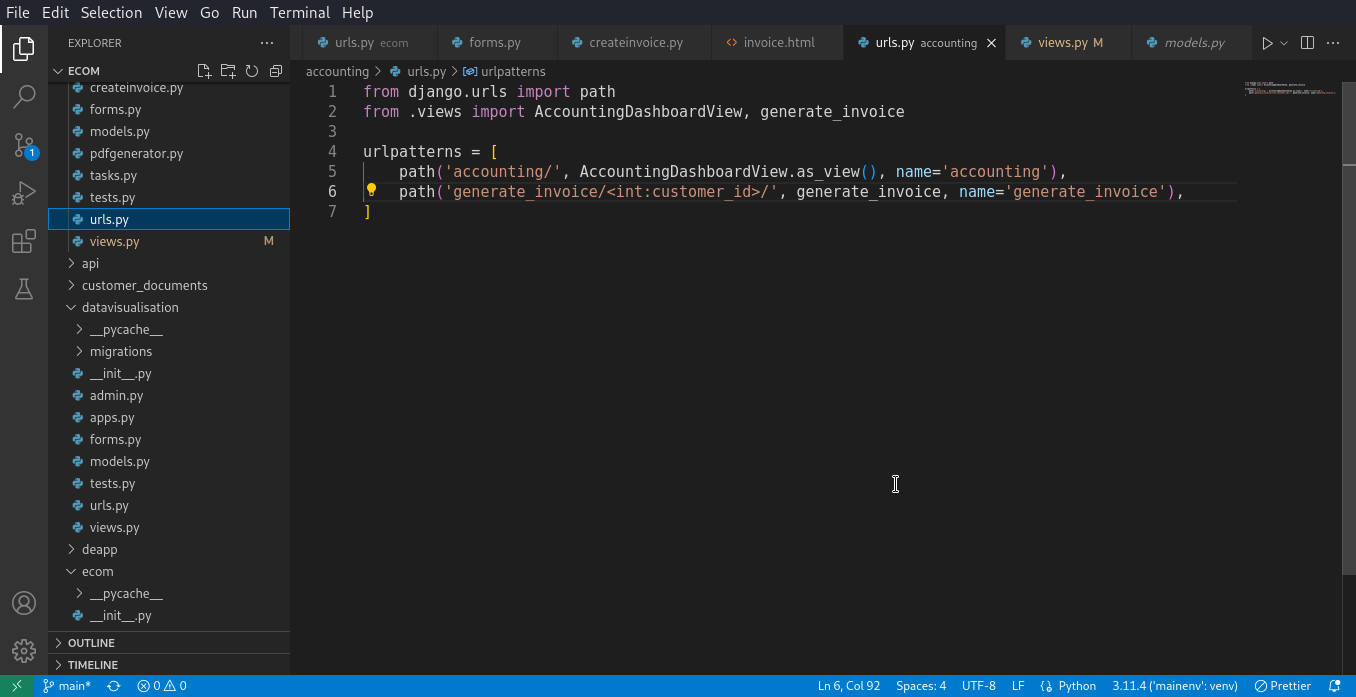 File Edit Selection View Go Run Terminal Help
EXPLORER
ECOM
createinvoice.py
forms.py
models.py
pdfgenerator.py
tasks.py
tests.py
urls.py
views.py M
api
customer_documents
datavisualisation
__pycache__
migrations
__init__.py
admin.py
apps.py
forms.py
models.py
tests.py
urls.py
views.py
deapp
ecom
__pycache__
__init__.py
OUTLINE
TIMELINE
1
urls.py ecom forms.py createinvoice.py invoice.html urls.py accounting views.py M models.py
accounting > urls.py > urlpatterns
1 from django.urls import path
2 from .views import AccountingDashboardView, generate_invoice
3
4 urlpatterns = [
5 path('accounting/', AccountingDashboardView.as_view(), name='accounting'),
6 path('generate_invoice/<int:customer_id>/', generate_invoice, name='generate_invoice'),
7 ]
main* 0 0 Ln 6, Col 92 Spaces: 4 UTF-8 LF Python 3.11.4 ('mainenv': venv) Prettier